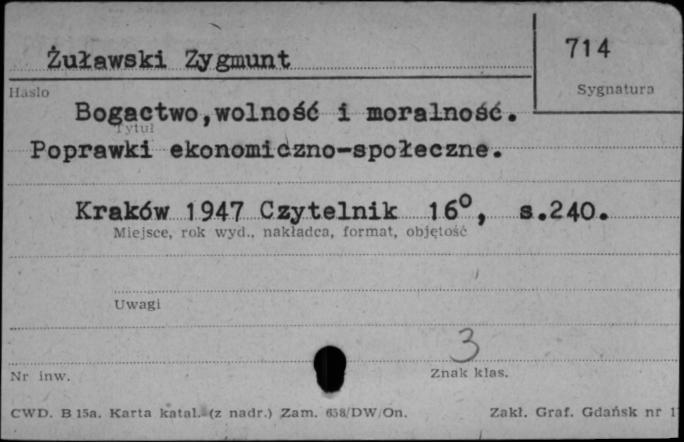 Żuławski Zygmunt
714
Hasło
Sygnatura
Bogactwo,wolność i moralność.
Tytuł
Poprawki ekonomiczno-społeczne.
Kraków 1947 Czytelnik 16°, s.240.
Miejsce, rok wyd., nakładca, format, objętość
Uwagi
3
Nr inw.
Znak klas.
CWD. B 15a. Karta katal. (z nadr.) Zam. 658/DW/On.
Zakł. Graf. Gdańsk nr 1